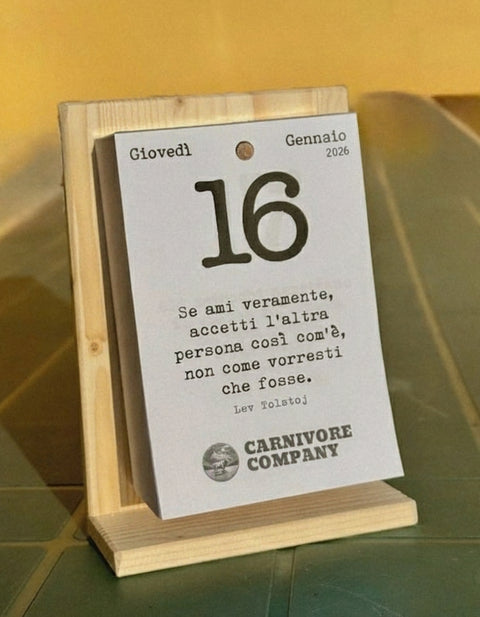 Giovedì
Gennaio
2026
16
Se ami veramente,
accetti l'altra
persona così com'è,
non come vorresti
che fosse.
Lev Tolstoj
CARNIVORE
COMPANY